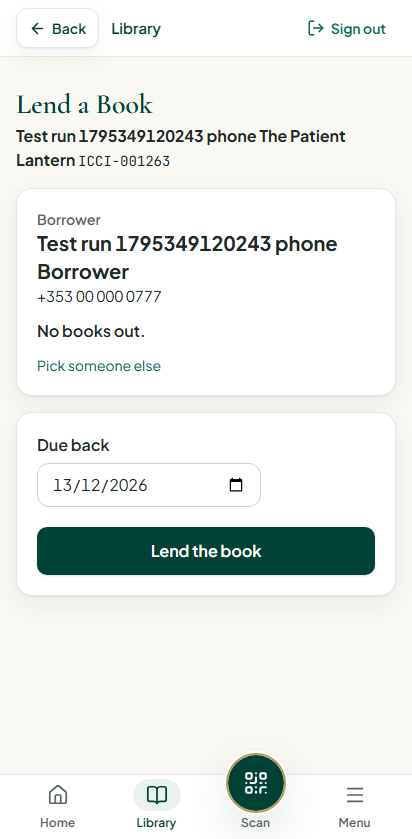 Back
Library
Sign out
Lend a Book
Test run 1795349120243 phone The Patient
Lantern ICCI-001263
Borrower
Test run 1795349120243 phone
Borrower
+353 00 000 0777
No books out.
Pick someone else
Due back
13/12/2026
Lend the book
Home
Library
Scan
Menu